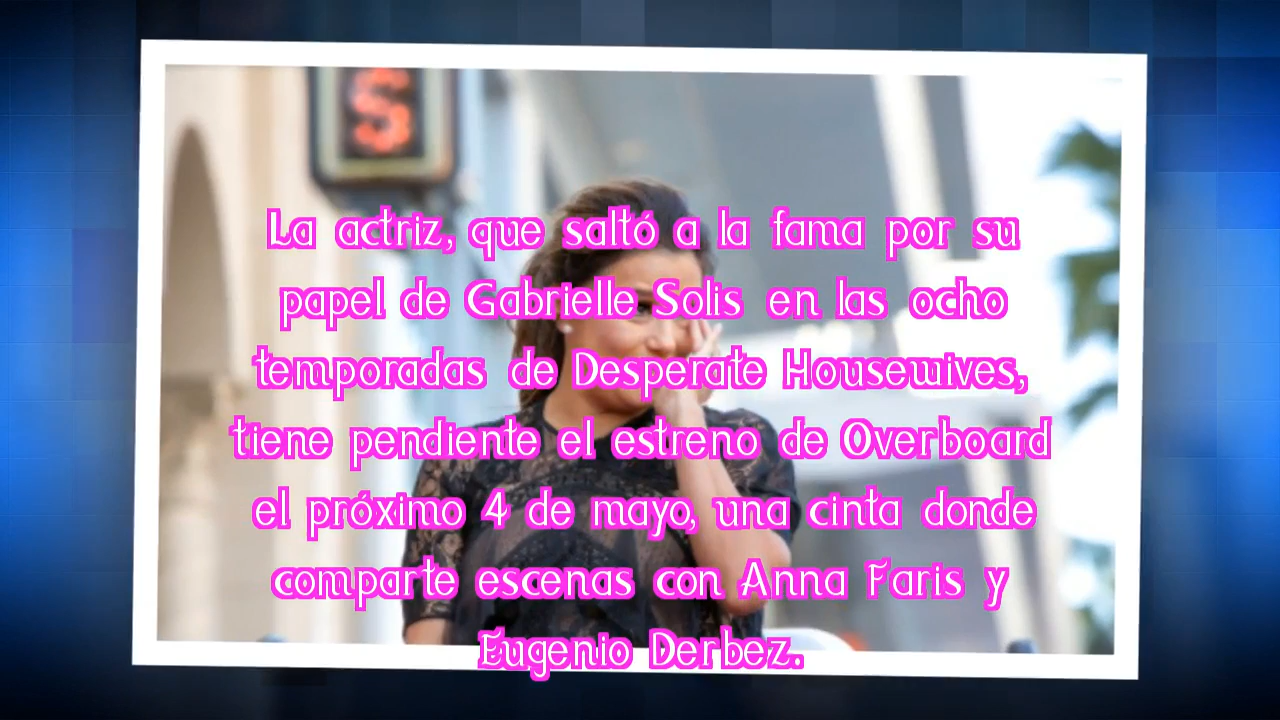 S
La actriz, que saltó a la fama por su
papel de Gabrielle Solis en las ocho
temporadas de Desperate Housewives,
tiene pendiente el estreno de Overboard
el próximo 4 de mayo, una cinta donde
comparte escenas con Anna Faris y
Eugenio Derbez.